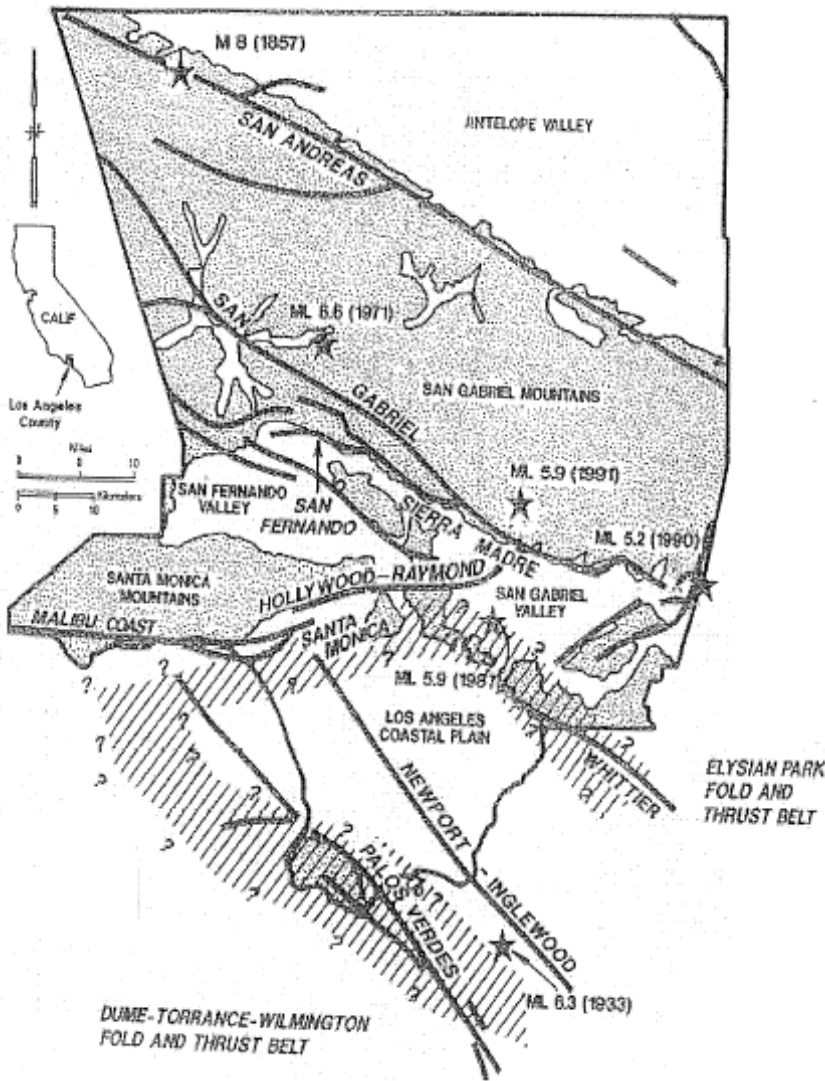 M 8 (1857)
SAN ANDREAS
ANTELOPE VALLEY
CALIF
Los Angeles
County
SAN
GABRIEL
ML 6.6 (1971)
SAN GABRIEL MOUNTAINS
Miles
0
10
0 5 10 Kilometers
SAN FERNANDO
VALLEY
SAN
FERNANDO
SIERRA
MADRE
ML 5.9 (1991)
ML 5.2 (1990)
SANTA MONICA
MOUNTAINS
HOLLYWOOD-RAYMOND
SAN GABRIEL
VALLEY
MALIBU COAST
SANTA
MONICA
ML 5.9 (1987)
LOS ANGELES
COASTAL PLAIN
WHITTIER
ELYSIAN PARK
FOLD AND
THRUST BELT
NEWPORT
-INGLEWOOD
PALOS VERDES
ML 6.3 (1933)
DUME-TORRANCE-WILMINGTON
FOLD AND THRUST BELT
? ? ? ? ? ? ? ? ? ? ? ? ? ? ? ? ? ? ?